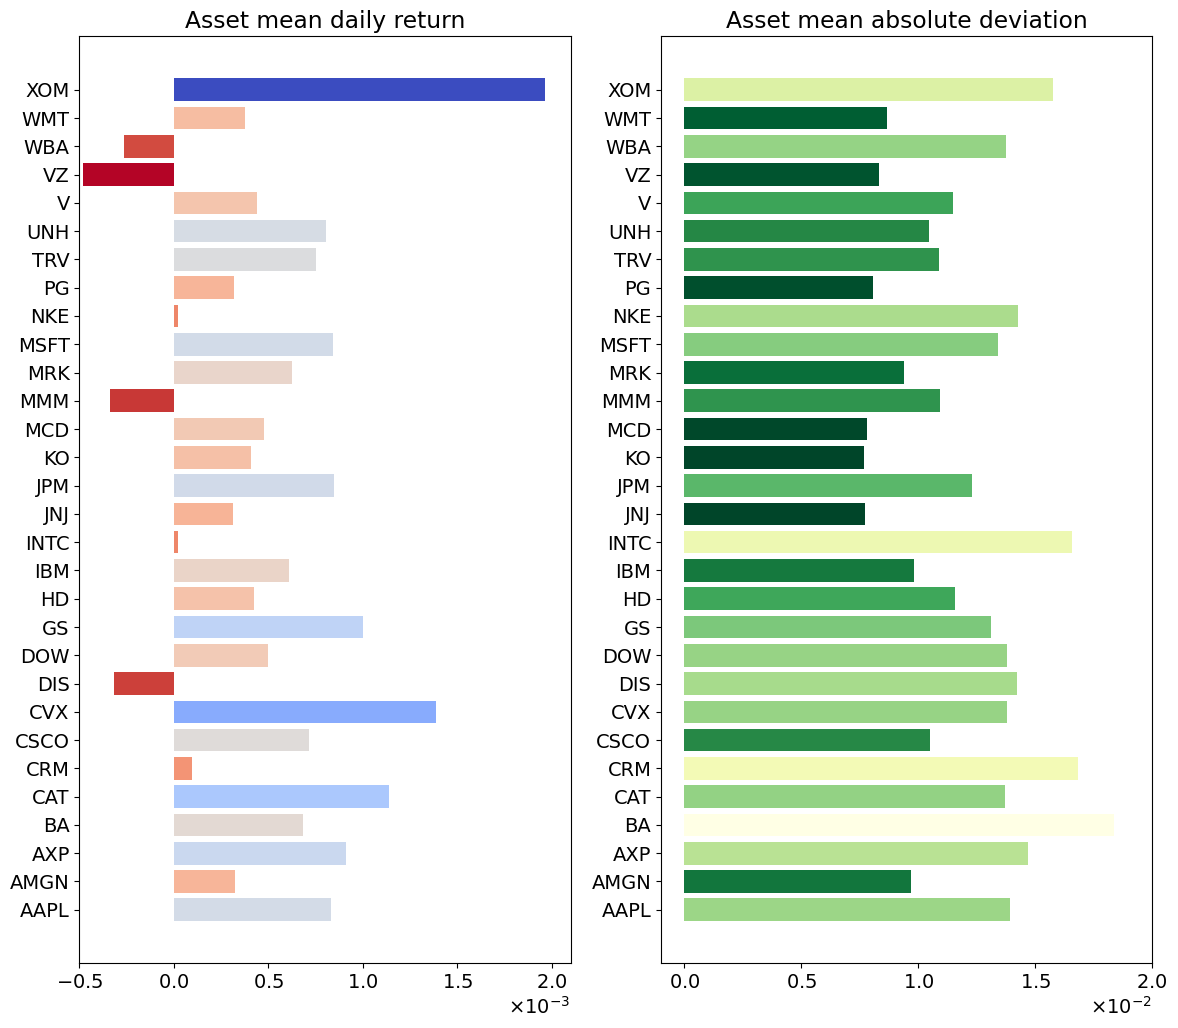 Asset mean daily return
XOM
WMT
WBA
VZ
V
UNH
TRV
PG
NKE
MSFT
MRK
MMM
MCD
KO
JPM
JNJ
INTC
IBM
HD
GS
DOW
DIS
CVX
CSCO
CRM
CAT
BA
AXP
AMGN
AAPL
−0.5 0.0 0.5 1.0 1.5 2.0
×10⁻³
Asset mean absolute deviation
XOM
WMT
WBA
VZ
V
UNH
TRV
PG
NKE
MSFT
MRK
MMM
MCD
KO
JPM
JNJ
INTC
IBM
HD
GS
DOW
DIS
CVX
CSCO
CRM
CAT
BA
AXP
AMGN
AAPL
0.0 0.5 1.0 1.5 2.0
×10⁻²